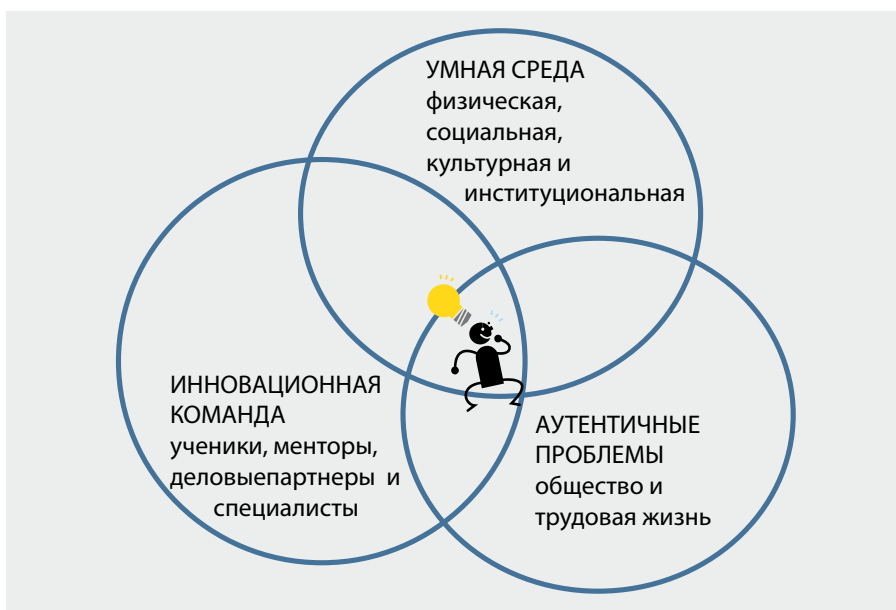 УМНАЯ СРЕДА
физическая,
социальная,
культурная и
институциональная
ИННОВАЦИОННАЯ
КОМАНДА
ученики, менторы,
деловыепартнеры и
специалисты
АУТЕНТИЧНЫЕ
ПРОБЛЕМЫ
общество и
трудовая жизнь